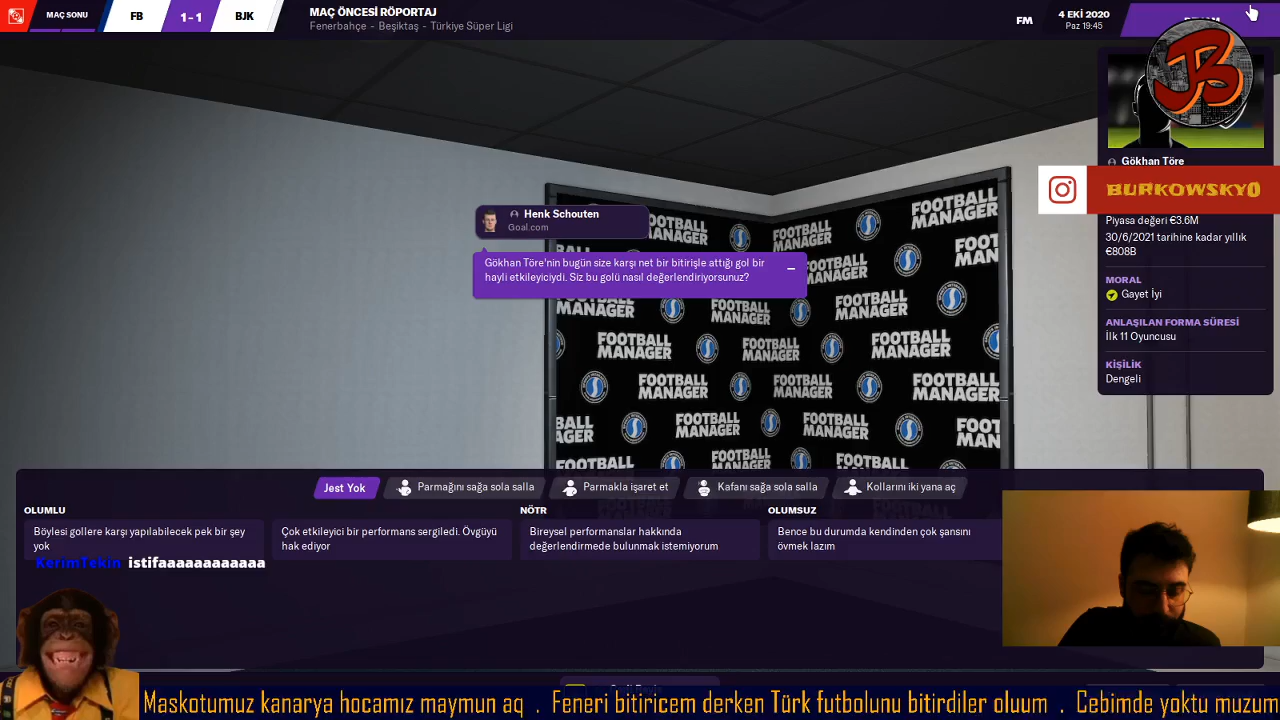 MAÇ SONU
FB
1-1
BJK
MAÇ ÖNCESİ RÖPORTAJ
Fenerbahçe - Beşiktaş - Türkiye Süper Ligi
FM
4 EKİ 2020
Paz 19:45
Gökhan Töre
BURKOWSKY0
Piyasa değeri €3.6M
30/6/2021 tarihine kadar yıllık
€808B
MORAL
Gayet İyi
ANLAŞILAN FORMA SÜRESİ
İlk 11 Oyuncusu
KİŞİLİK
Dengeli
Henk Schouten
Goal.com
Gökhan Töre'nin bugün size karşı net bir bitirişle attığı gol bir
hayli etkileyiciydi. Siz bu golü nasıl değerlendiriyorsunuz?
FOOTBALL MANAGER
Jest Yok
Parmağını sağa sola salla
Parmakla işaret et
Kafanı sağa sola salla
Kollarını iki yana aç
OLUMLU
NÖTR
OLUMSUZ
Böylesi gollere karşı yapılabilecek pek bir şey
yok
Çok etkileyici bir performans sergiledi. Övgüyü
hak ediyor
Bireysel performanslar hakkında
değerlendirmede bulunmak istemiyorum
Bence bu durumda kendinden çok şansını
övmek lazım
KerimTekin istifaaaaaaaaaaaa
Maskotumuz kanarya hocamız maymun aq . Feneri bitiricem derken Türk futbolunu bitirdiler oluum . Cebimde yoktu muzum